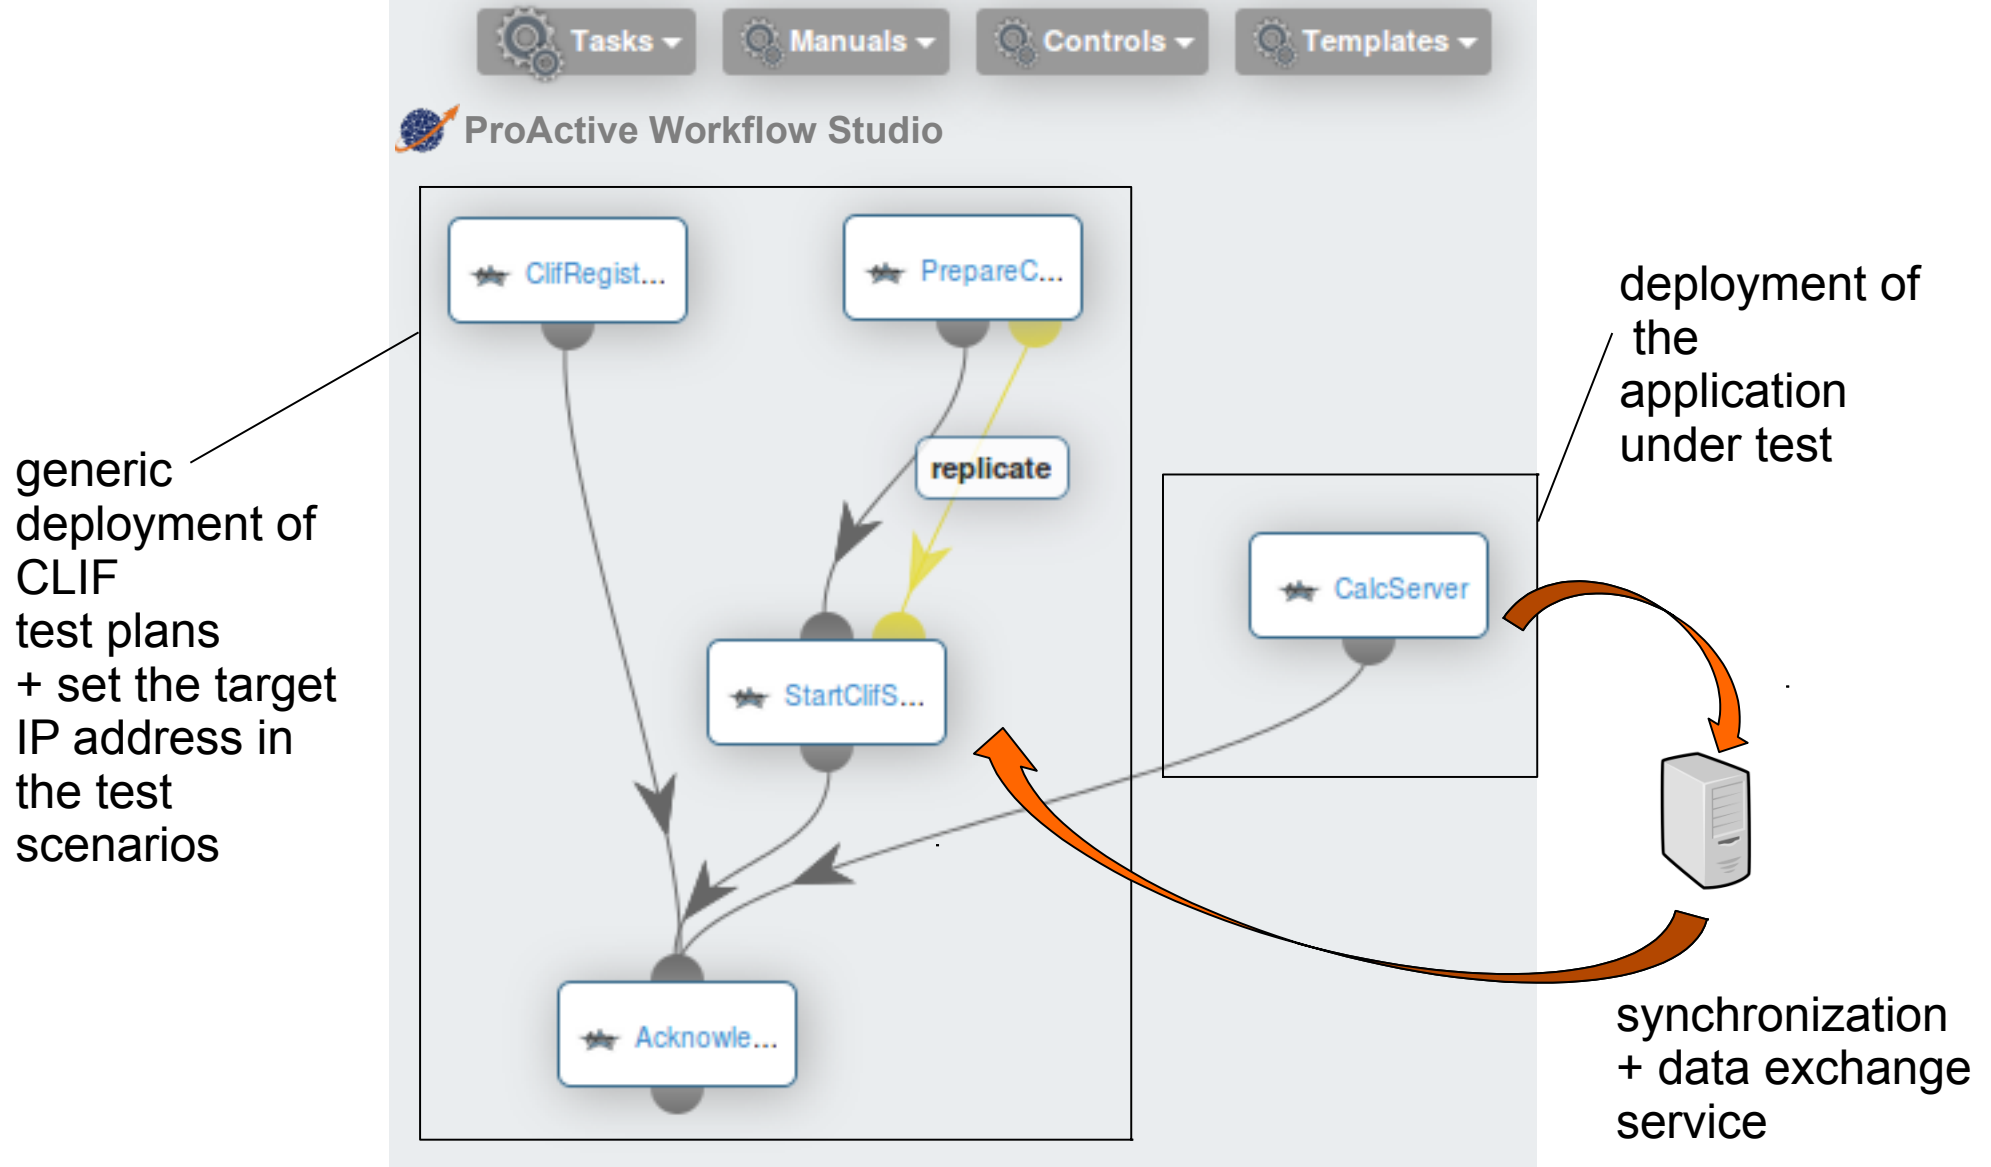 Tasks
Manuals
Controls
Templates
ProActive Workflow Studio
ClifRegist...
PrepareC...
replicate
CalcServer
StartClifS...
Acknowle...
generic
deployment of
CLIF
test plans
+ set the target
IP address in
the test
scenarios
deployment of
the
application
under test
synchronization
+ data exchange
service